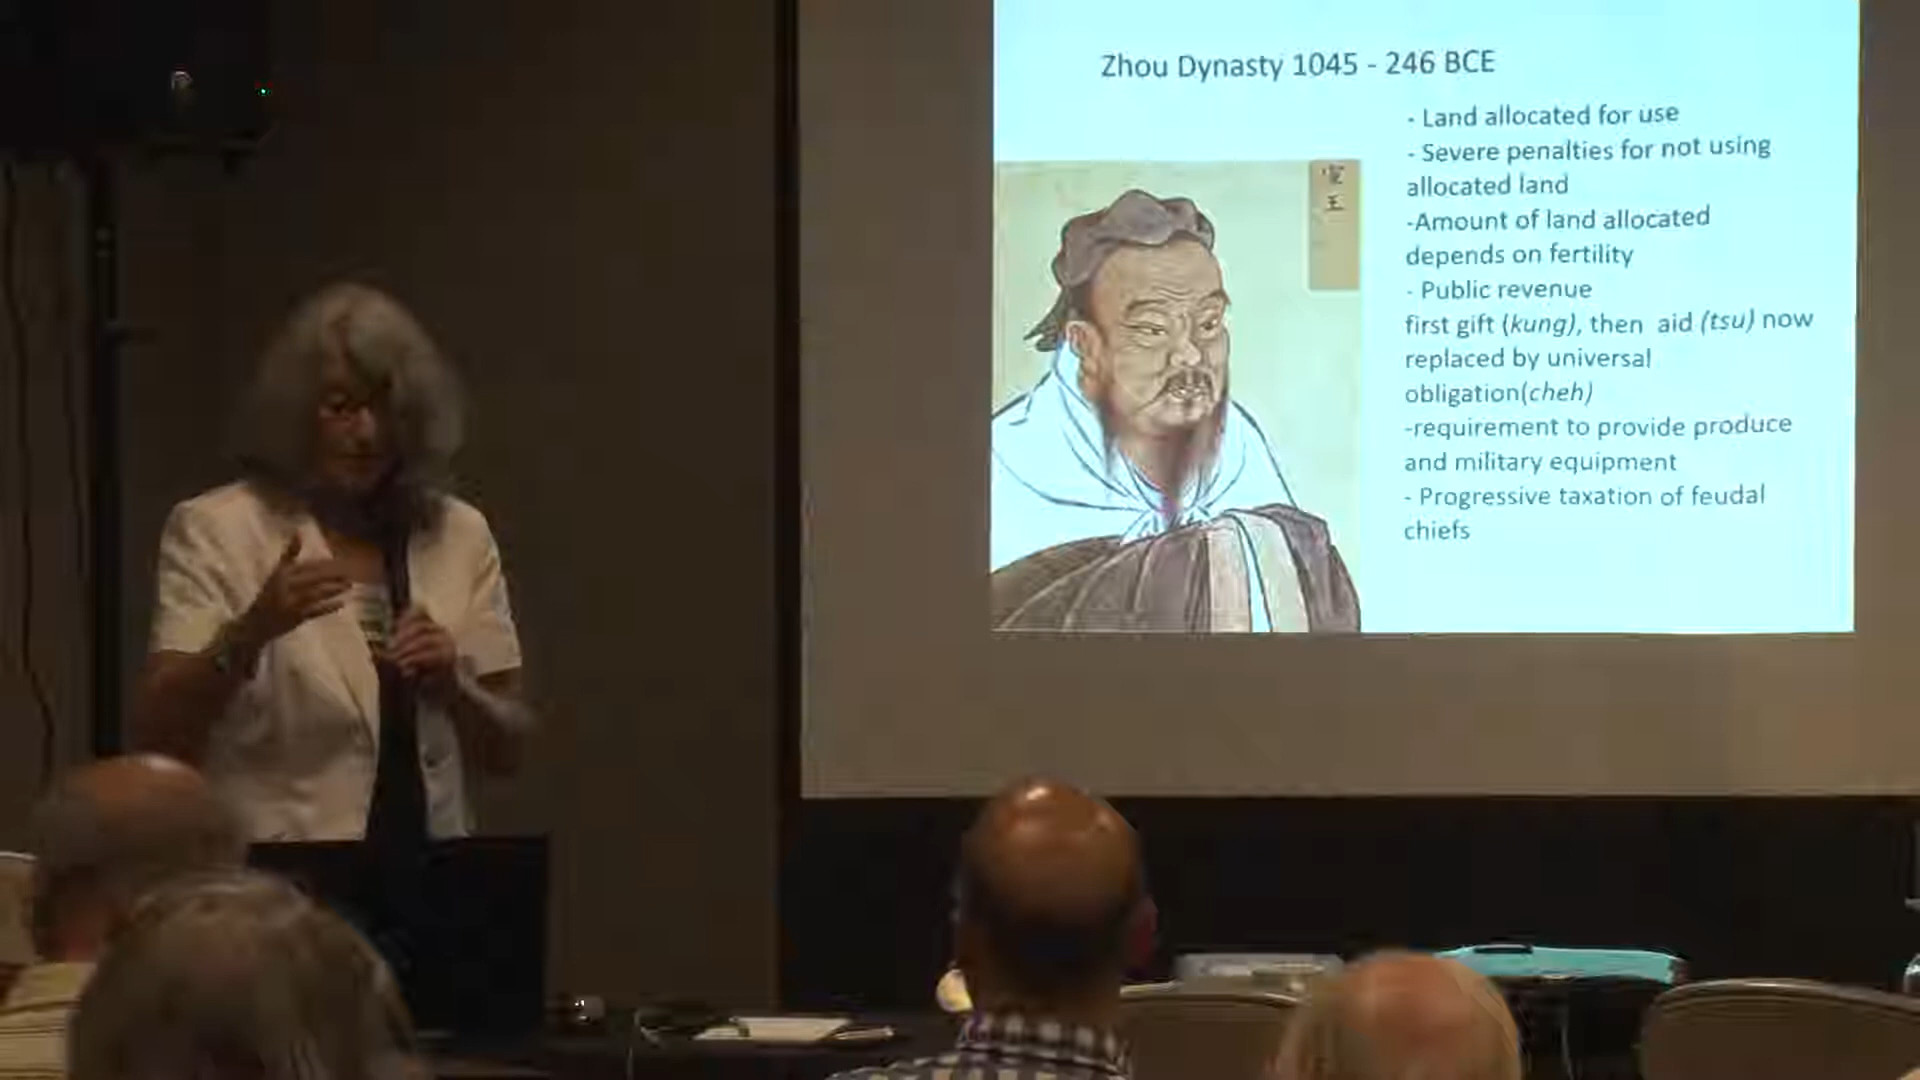 Zhou Dynasty 1045 - 246 BCE
- Land allocated for use
- Severe penalties for not using
allocated land
-Amount of land allocated
depends on fertility
- Public revenue
first gift (kung), then  aid (tsu) now
replaced by universal
obligation(cheh)
-requirement to provide produce
and military equipment
- Progressive taxation of feudal
chiefs
王